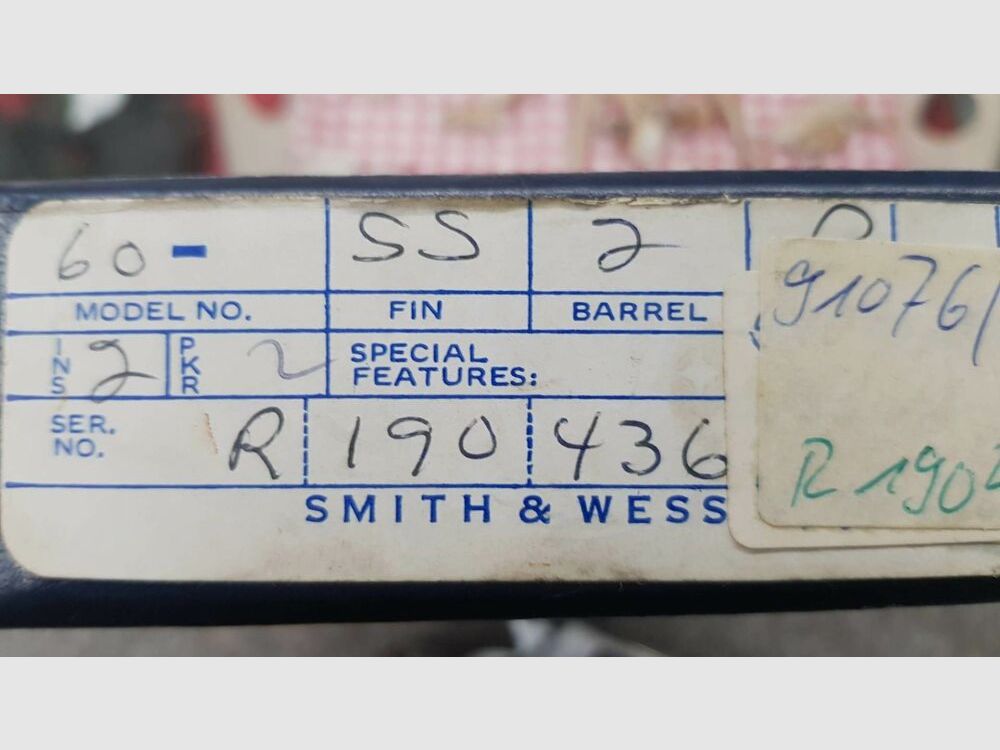 60- SS 2
MODEL NO. FIN BARREL
INS 2 PKR 2 SPECIAL
FEATURES:
SER.
NO. R 190 436
SMITH & WESS
91076/
R 190